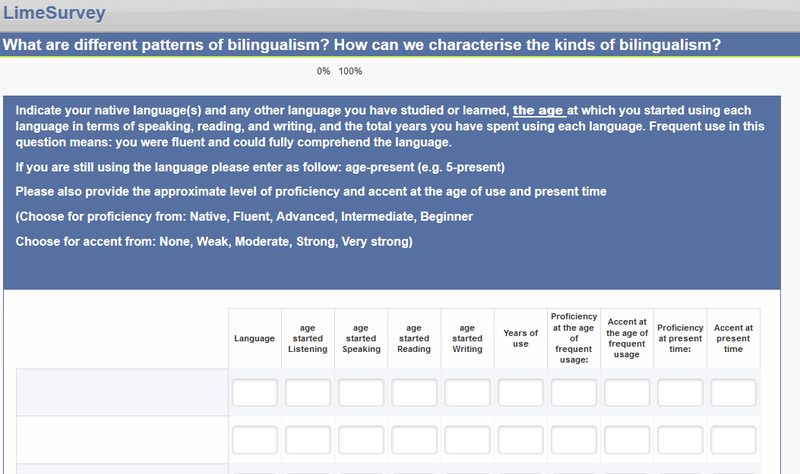 LimeSurvey
What are different patterns of bilingualism? How can we characterise the kinds of bilingualism?
0% 100%
Indicate your native language(s) and any other language you have studied or learned, the age at which you started using each
language in terms of speaking, reading, and writing, and the total years you have spent using each language. Frequent use in this
question means: you were fluent and could fully comprehend the language.
If you are still using the language please enter as follow: age-present (e.g. 5-present)
Please also provide the approximate level of proficiency and accent at the age of use and present time
(Choose for proficiency from: Native, Fluent, Advanced, Intermediate, Beginner
Choose for accent from: None, Weak, Moderate, Strong, Very strong)
Language
age
started
Listening
age
started
Speaking
age
started
Reading
age
started
Writing
Years of
use
Proficiency
at the age
of
frequent
usage:
Accent at
the age of
frequent
usage
Proficiency
at present
time:
Accent at
present
time